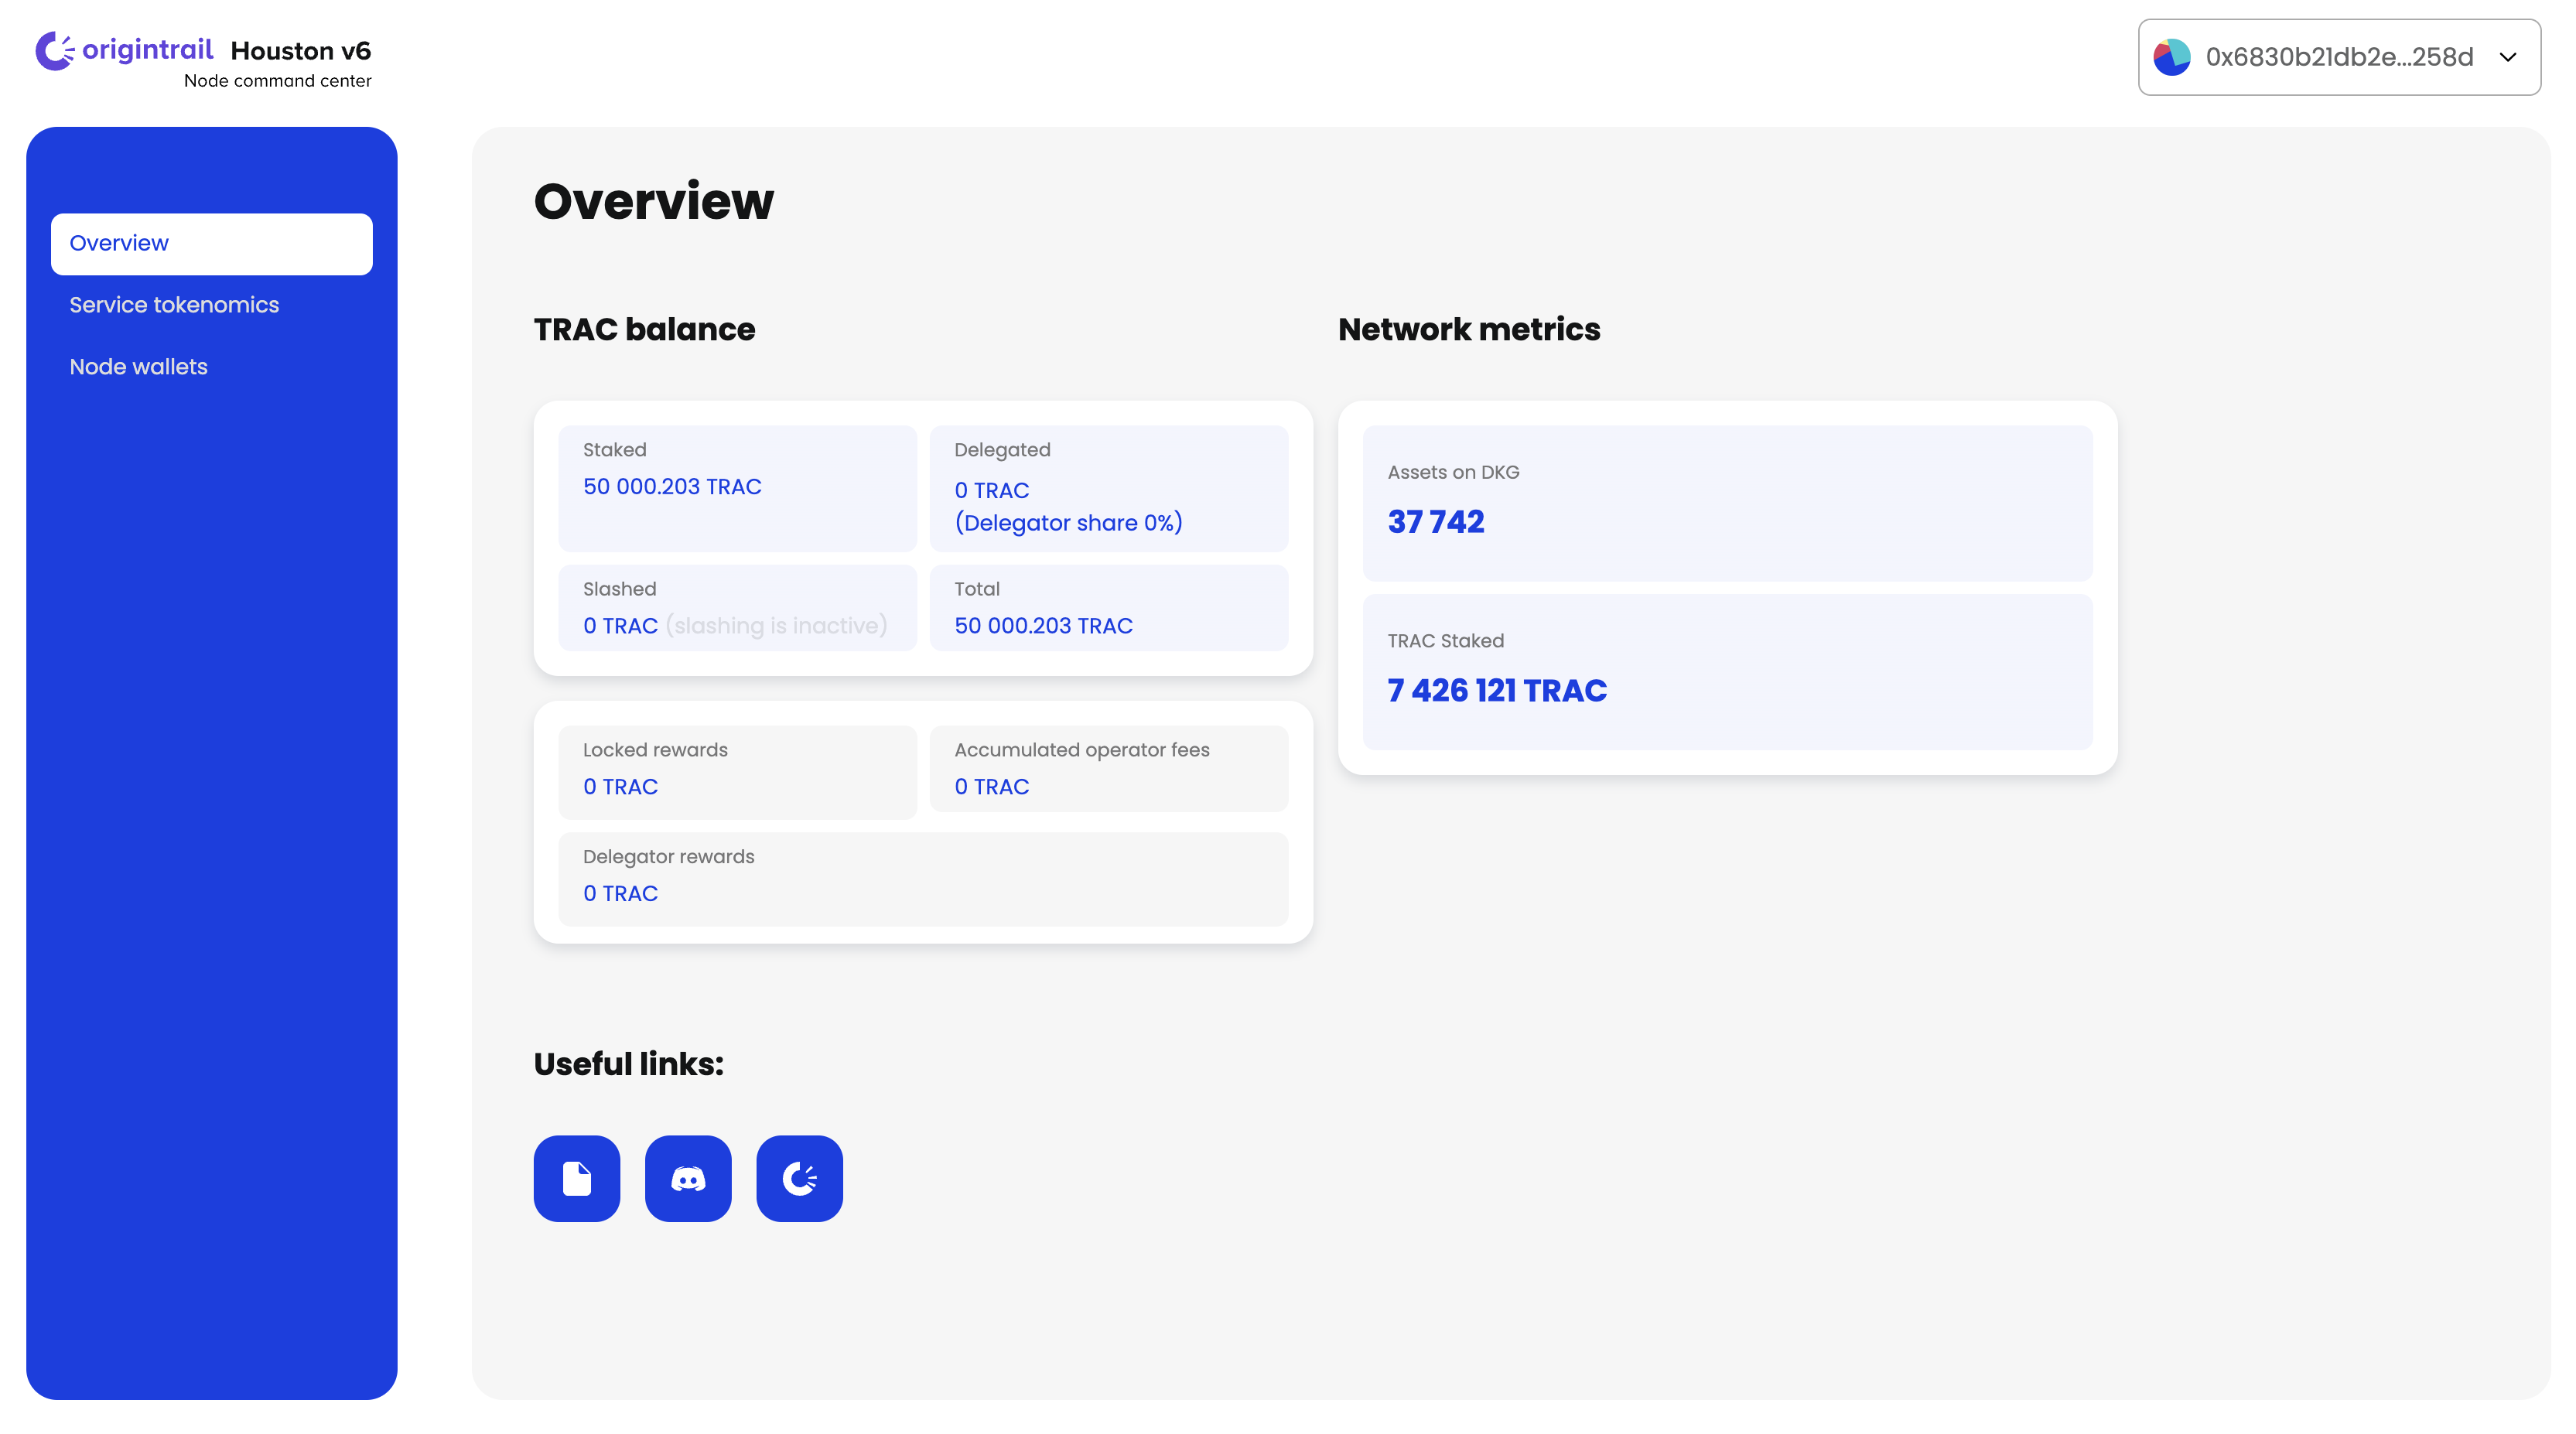 origintrail Houston v6
Node command center
0x6830b21db2e...258d
Overview
Service tokenomics
Node wallets
Overview
TRAC balance
Staked
50 000.203 TRAC
Delegated
0 TRAC
(Delegator share 0%)
Slashed
0 TRAC (slashing is inactive)
Total
50 000.203 TRAC
Locked rewards
0 TRAC
Accumulated operator fees
0 TRAC
Delegator rewards
0 TRAC
Network metrics
Assets on DKG
37 742
TRAC Staked
7 426 121 TRAC
Useful links: